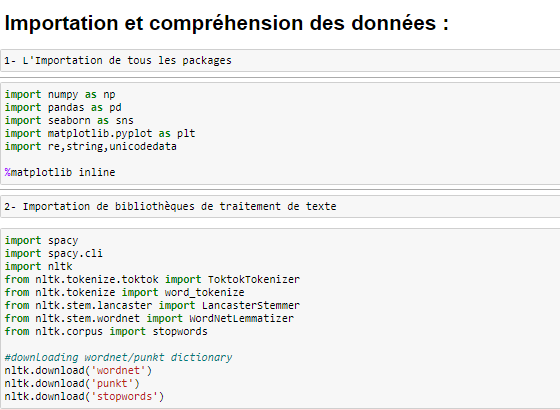 Importation et compréhension des données :
1- L'Importation de tous les packages
import numpy as np
import pandas as pd
import seaborn as sns
import matplotlib.pyplot as plt
import re,string,unicodedata
%matplotlib inline
2- Importation de bibliothèques de traitement de texte
import spacy
import spacy.cli
import nltk
from nltk.tokenize.toktok import ToktokTokenizer
from nltk.tokenize import word_tokenize
from nltk.stem.lancaster import LancasterStemmer
from nltk.stem.wordnet import WordNetLemmatizer
from nltk.corpus import stopwords
#downloading wordnet/punkt dictionary
nltk.download('wordnet')
nltk.download('punkt')
nltk.download('stopwords')